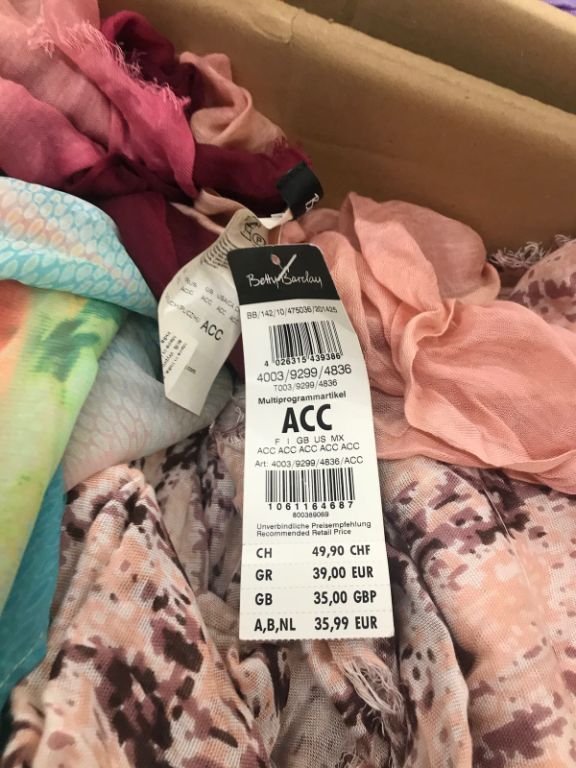 Betty Barclay
BB/142/10/475036/201425
4 026315 439386
4003/9299/4836
T003/9299/4836
Multiprogrammartikel
ACC
F I GB US MX
ACC ACC ACC ACC ACC
Art: 4003/9299/4836/ACC
1061164687
600389069
Unverbindliche Preisempfehlung
Recommended Retail Price
CH 49,90 CHF
GR 39,00 EUR
GB 35,00 GBP
A,B,NL 35,99 EUR
ACC